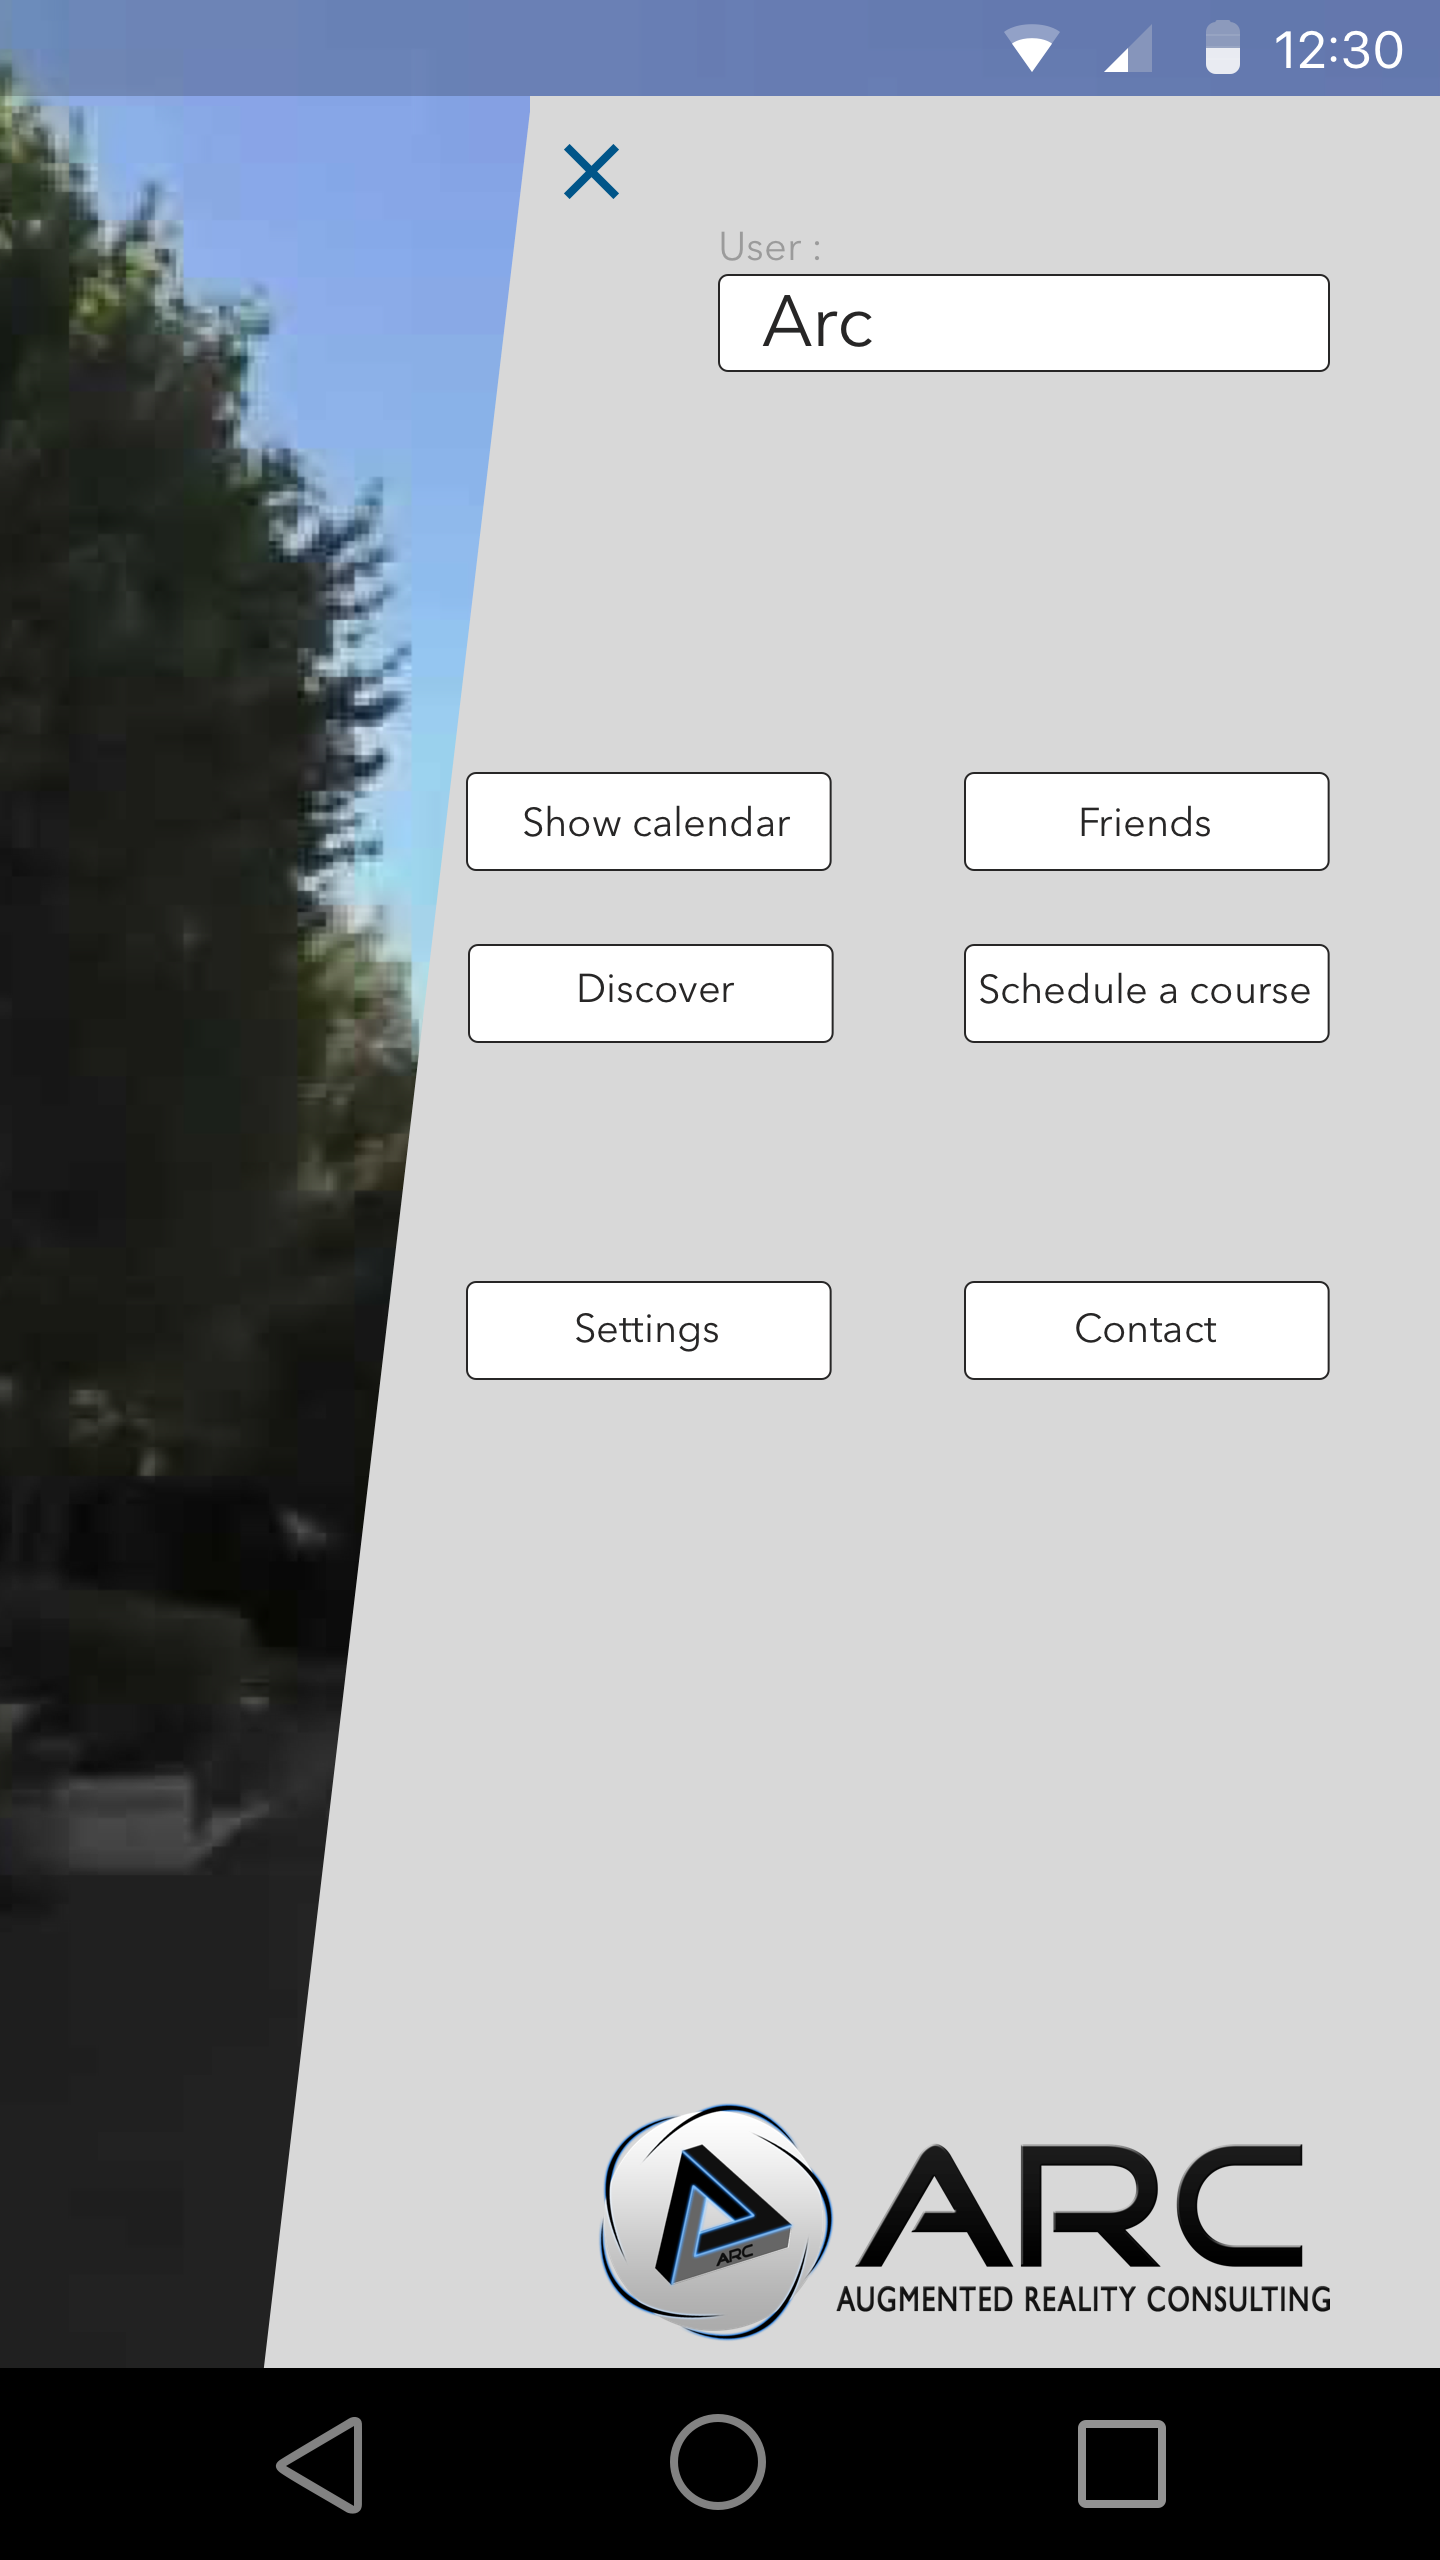 12:30
User :
Arc
Show calendar
Friends
Discover
Schedule a course
Settings
Contact
ARC
ARC
AUGMENTED REALITY CONSULTING